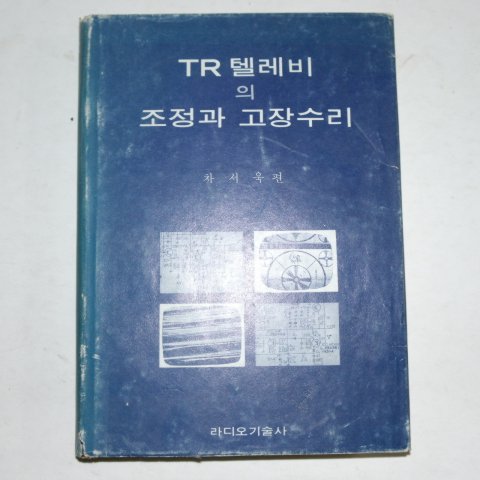 TR 텔레비
의
조정과 고장수리
차 서 욱 편
라디오기술사